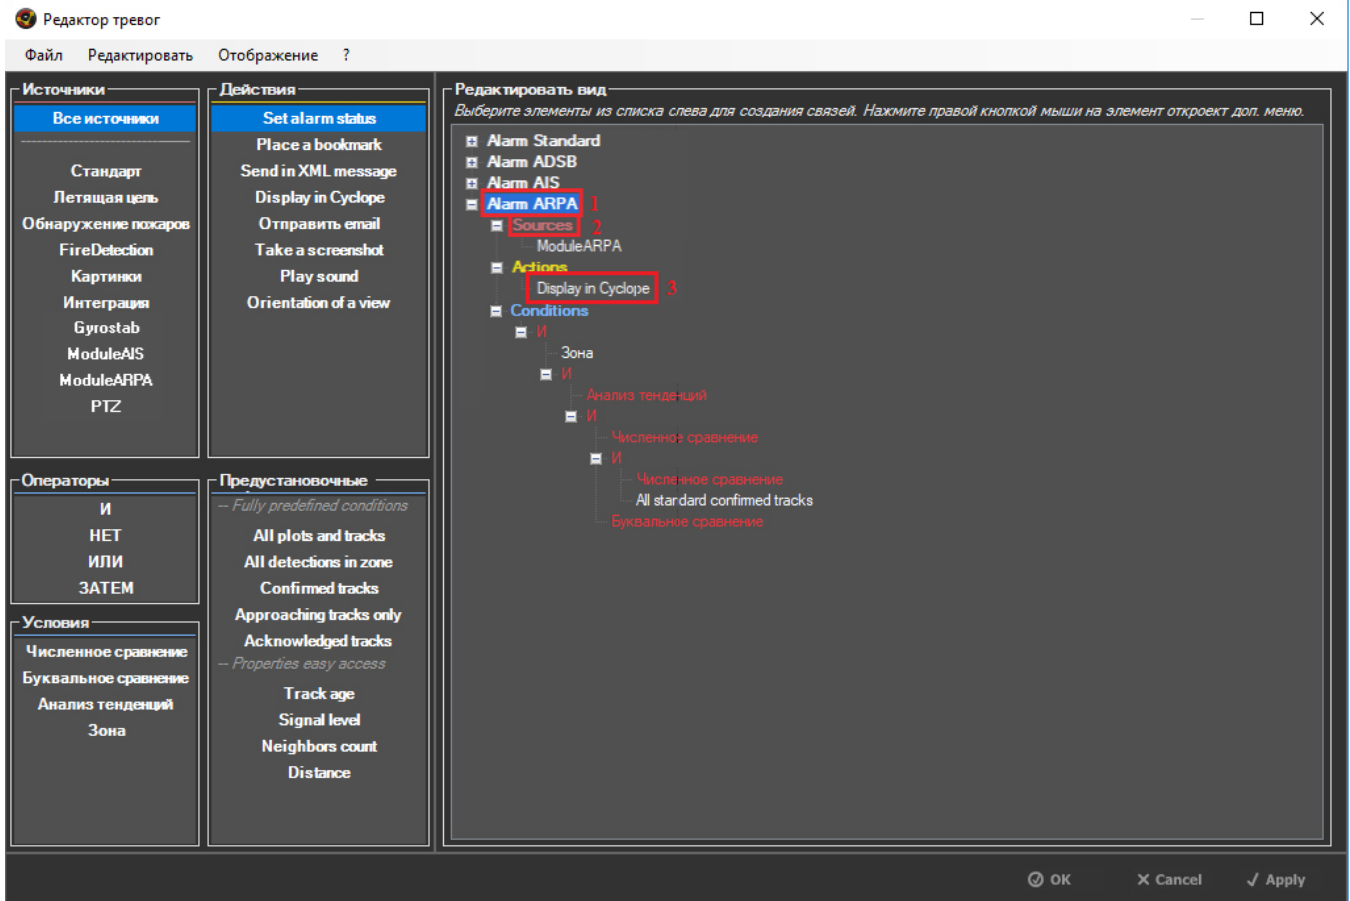 Редактор тревог
Файл Редактировать Отображение ?
Источники
Все источники
Стандарт
Летящая цель
Обнаружение пожаров
FireDetection
Картинки
Интеграция
Gyrostab
ModuleAIS
ModuleARPA
PTZ
Действия
Set alarm status
Place a bookmark
Send in XML message
Display in Cyclope
Отправить email
Take a screenshot
Play sound
Orientation of a view
Операторы
И
НЕТ
ИЛИ
ЗАТЕМ
Условия
Численное сравнение
Буквальное сравнение
Анализ тенденций
Зона
Предустановочные
-- Fully predefined conditions
All plots and tracks
All detections in zone
Confirmed tracks
Approaching tracks only
Acknowledged tracks
-- Properties easy access
Track age
Signal level
Neighbors count
Distance
Редактировать вид
Выберите элементы из списка слева для создания связей. Нажмите правой кнопкой мыши на элемент откроект доп. меню.
Alarm Standard
Alarm ADSB
Alarm AIS
Alarm ARPA 1
Sources 2
ModuleARPA
Actions
Display in Cyclope 3
Conditions
И
Зона
И
Анализ тенденций
И
Численное сравнение
И
Численное сравнение
All standard confirmed tracks
Буквальное сравнение
OK Cancel Apply